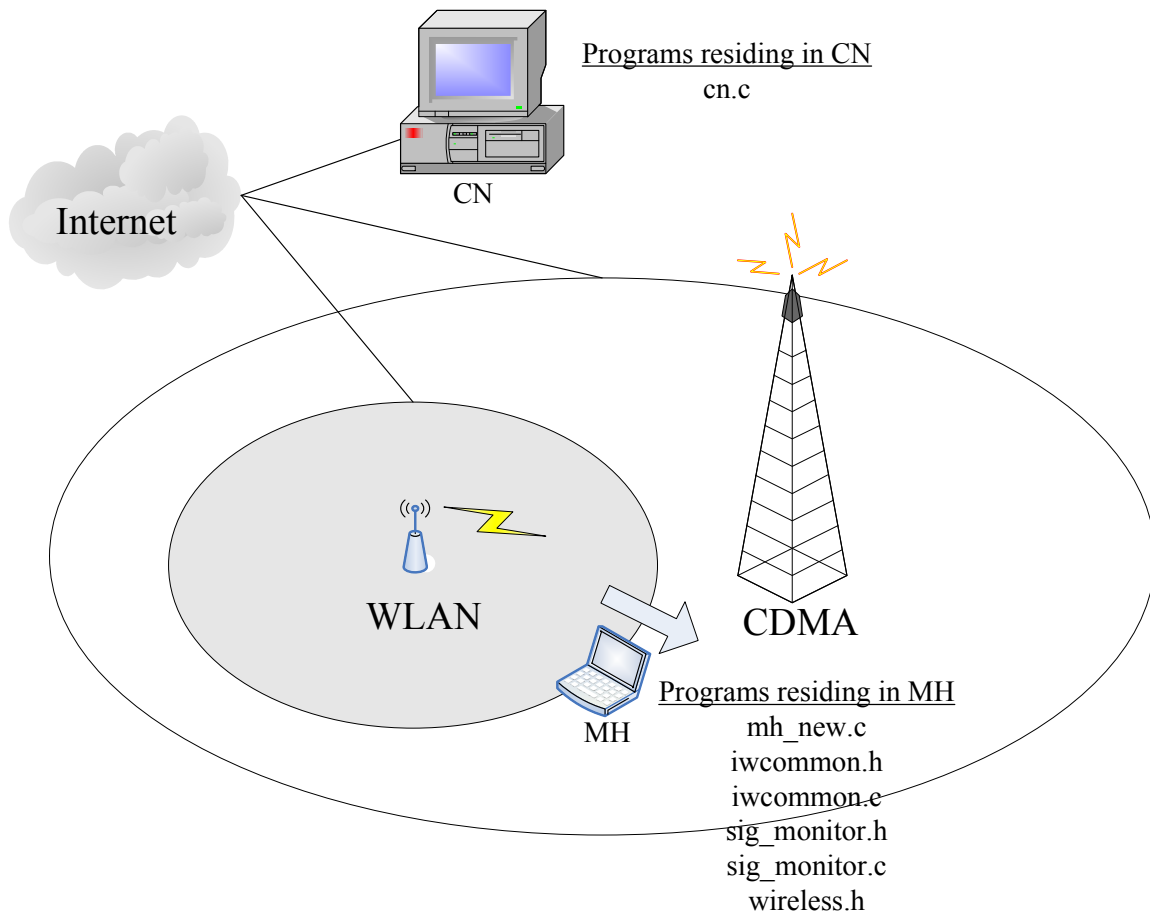 Programs residing in CN
cn.c
CN
Internet
WLAN
CDMA
MH
Programs residing in MH
mh_new.c
iwcommon.h
iwcommon.c
sig_monitor.h
sig_monitor.c
wireless.h